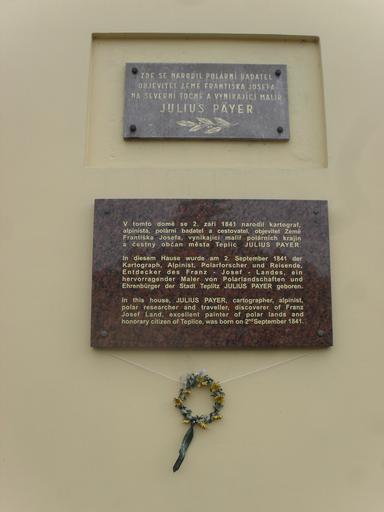 ZDE SE NARODIL POLÁRNÍ BADATEL
OBJEVITEL ZEMĚ FRANTIŠKA JOSEFA
NA SEVERNÍ TOČNĚ A VYNIKAJÍCÍ MALÍŘ
JULIUS PAYER
V tomto domě se 2. září 1841 narodil kartograf,
alpinista, polární badatel a cestovatel, objevitel Země
Františka Josefa, vynikající malíř polárních krajin
a čestný občan města Teplic JULIUS PAYER
In diesem Hause wurde am 2. September 1841 der
Kartograph, Alpinist, Polarforscher und Reisende,
Entdecker des Franz - Josef - Landes, ein
hervorragender Maler von Polarlandschaften und
Ehrenbürger der Stadt Teplitz JULIUS PAYER geboren.
In this house, JULIUS PAYER, cartographer, alpinist,
polar researcher and traveller, discoverer of Franz
Josef Land, excellent painter of polar lands and
honorary citizen of Teplice, was born on 2nd September 1841.